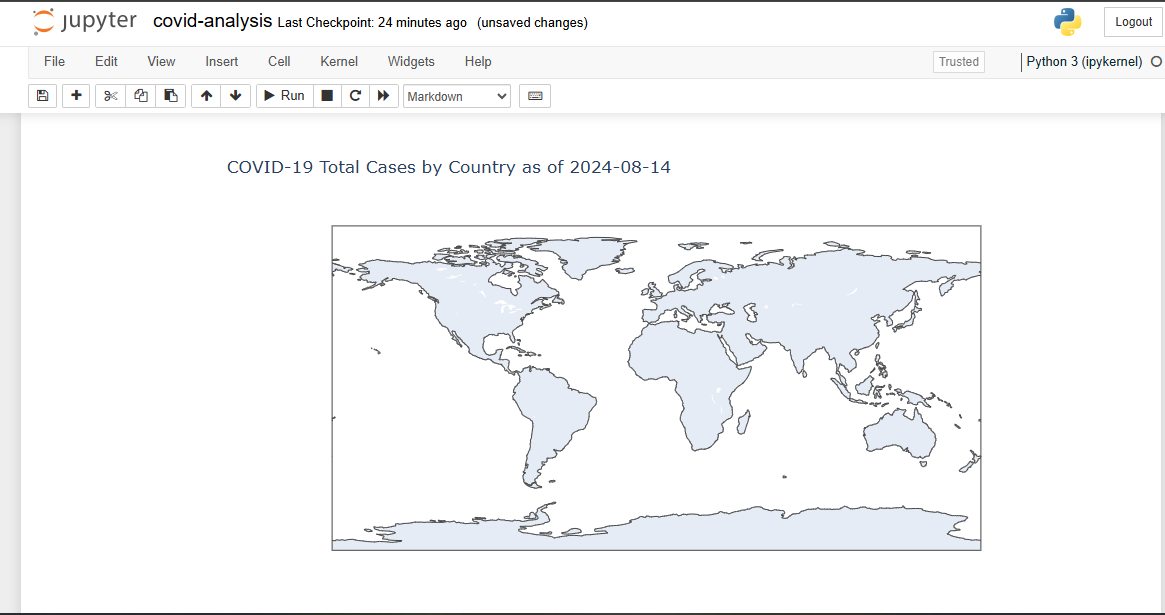 jupyter covid-analysis Last Checkpoint: 24 minutes ago (unsaved changes) Logout
File Edit View Insert Cell Kernel Widgets Help Trusted Python 3 (ipykernel)
Run Markdown
COVID-19 Total Cases by Country as of 2024-08-14